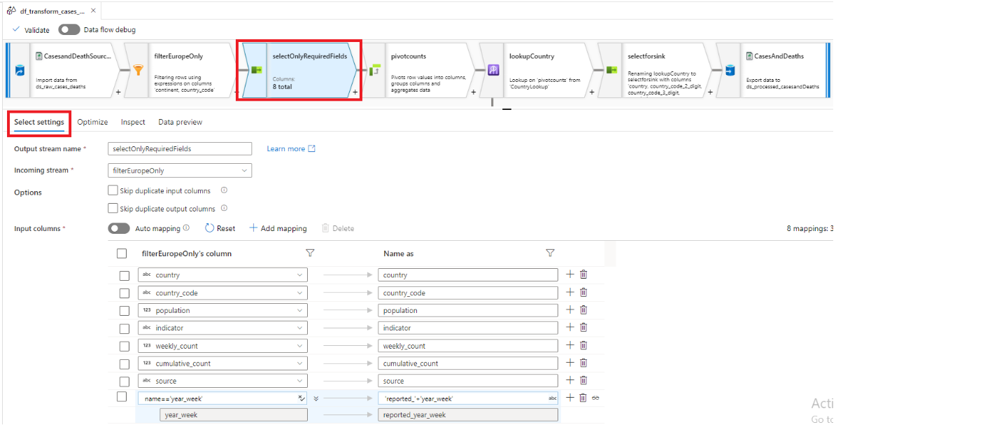 df_transform_cases_...
Validate
Data flow debug
CasesandDeathSourc...
Import data from
ds_raw_cases_deaths
filterEuropeOnly
Filtering rows using
expressions on columns
'continent, country_code'
selectOnlyRequiredFields
Columns:
8 total
pivotcounts
Pivots row values into columns,
groups columns and
aggregates data
lookupCountry
Lookup on 'pivotcounts' from
'CountryLookup'
selectforsink
Renaming lookupCountry to
selectforsink with columns
'country, country_code_2_digit,
country_code_3_digit,
CasesAndDeaths
Export data to
ds_processed_casesandDeaths
Select settings Optimize Inspect Data preview
Output stream name * selectOnlyRequiredFields Learn more
Incoming stream * filterEuropeOnly
Options Skip duplicate input columns
Skip duplicate output columns
Input columns * Auto mapping Reset Add mapping Delete 8 mappings: 3
filterEuropeOnly's column Name as
abc country country
abc country_code country_code
123 population population
abc indicator indicator
123 weekly_count weekly_count
123 cumulative_count cumulative_count
abc source source
name=='year_week' 'reported_'+'year_week' abc
year_week reported_year_week
Acti
Go to